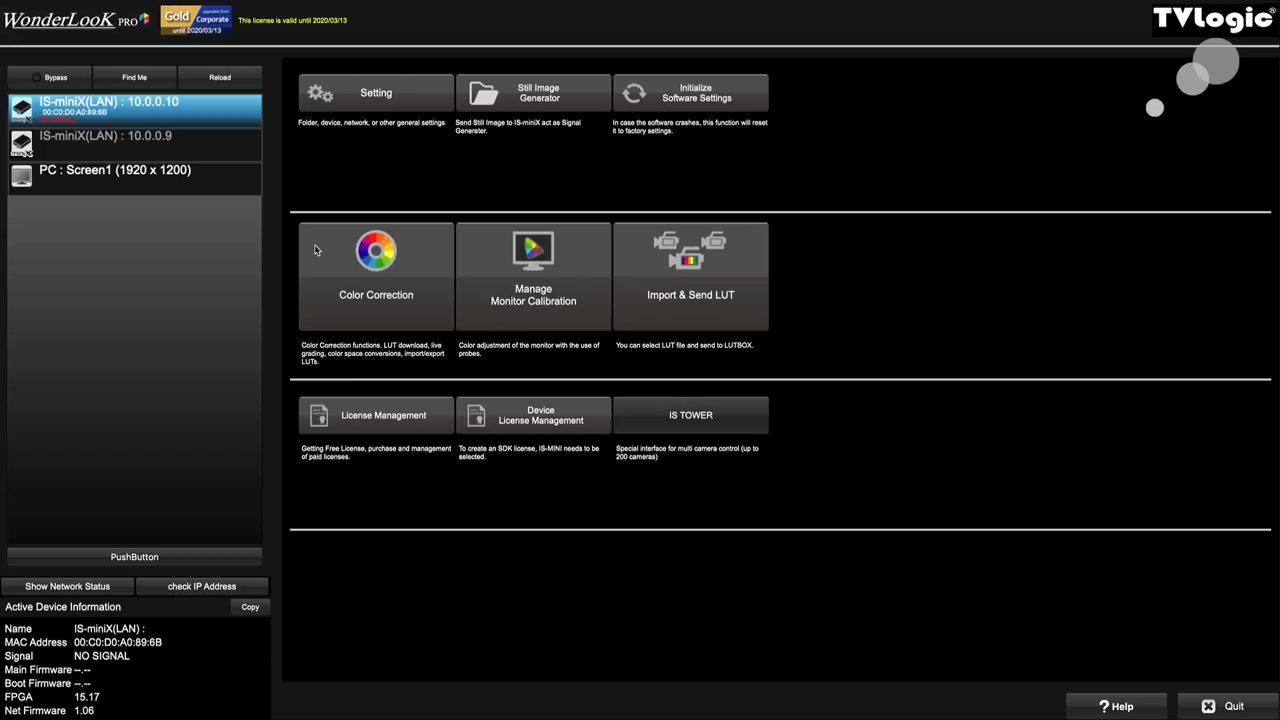 WonderLooK PRO
Gold
upgraded from
Corporate
until 2020/03/13
This license is valid until 2020/03/13
TVLogic
Bypass
Find Me
Reload
IS-miniX(LAN) : 10.0.0.10
00:C0:D0:A0:89:6B
IS-miniX(LAN) : 10.0.0.9
PC : Screen1 (1920 x 1200)
PushButton
Show Network Status
check IP Address
Active Device Information
Copy
Name IS-miniX(LAN) :
MAC Address 00:C0:D0:A0:89:6B
Signal NO SIGNAL
Main Firmware --.--
Boot Firmware --.--
FPGA 15.17
Net Firmware 1.06
Setting
Folder, device, network, or other general settings
Still Image
Generator
Send Still Image to IS-miniX act as Signal
Generator.
Initialize
Software Settings
In case the software crashes, this function will reset
it to factory settings.
Color Correction
Color Correction functions. LUT download, live
grading, color space conversions, import/export
LUTs.
Manage
Monitor Calibration
Color adjustment of the monitor with the use of
probes.
Import & Send LUT
You can select LUT file and send to LUTBOX.
License Management
Getting Free License, purchase and management
of paid licenses.
Device
License Management
To create an SDK license, IS-MINI needs to be
selected.
IS TOWER
Special interface for multi camera control (up to
200 cameras)
? Help
Quit